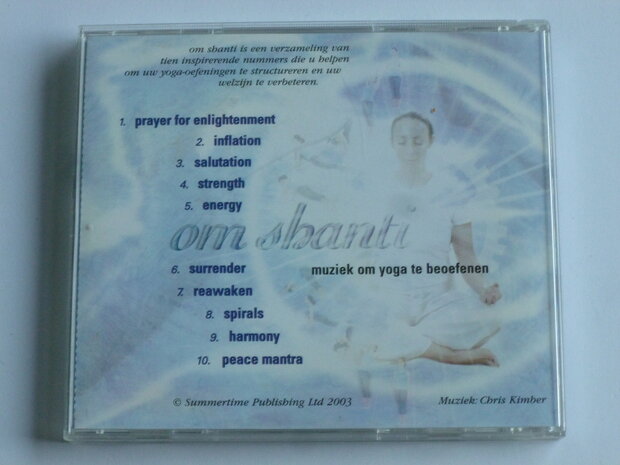 om shanti is een verzameling van
tien inspirerende nummers die u helpen
om uw yoga-oefeningen te structureren en uw
welzijn te verbeteren.
1. prayer for enlightenment
2. inflation
3. salutation
4. strength
5. energy
om shanti
6. surrender
muziek om yoga te beoefenen
7. reawaken
8. spirals
9. harmony
10. peace mantra
© Summertime Publishing Ltd 2003
Muziek: Chris Kimber